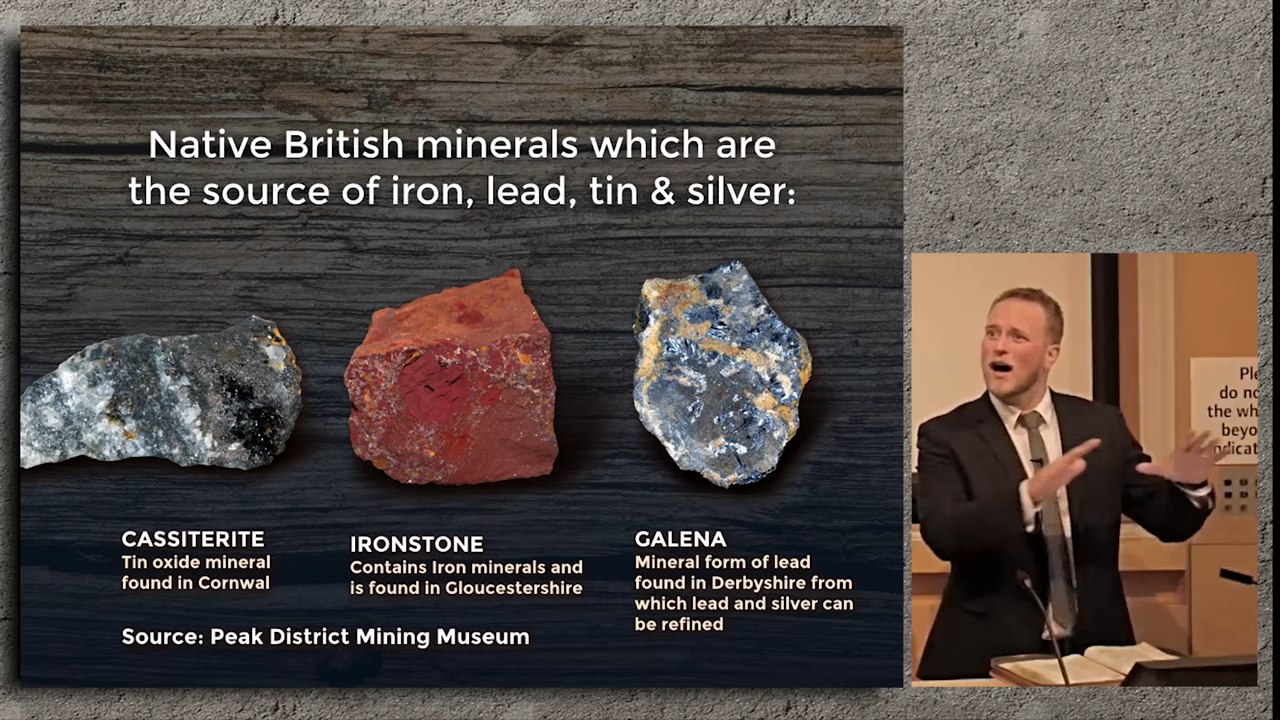 Native British minerals which are
the source of iron, lead, tin & silver:
CASSITERITE
Tin oxide mineral
found in Cornwal
IRONSTONE
Contains Iron minerals and
is found in Gloucestershire
GALENA
Mineral form of lead
found in Derbyshire from
which lead and silver can
be refined
Source: Peak District Mining Museum
do
the